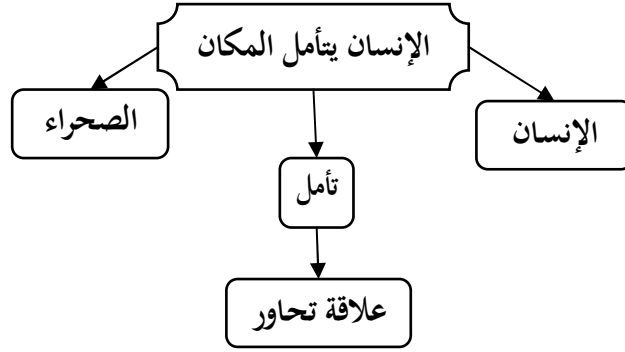 الإنسان يتأمل المكان
الإنسان
الصحراء
تأمل
علاقة تحاور